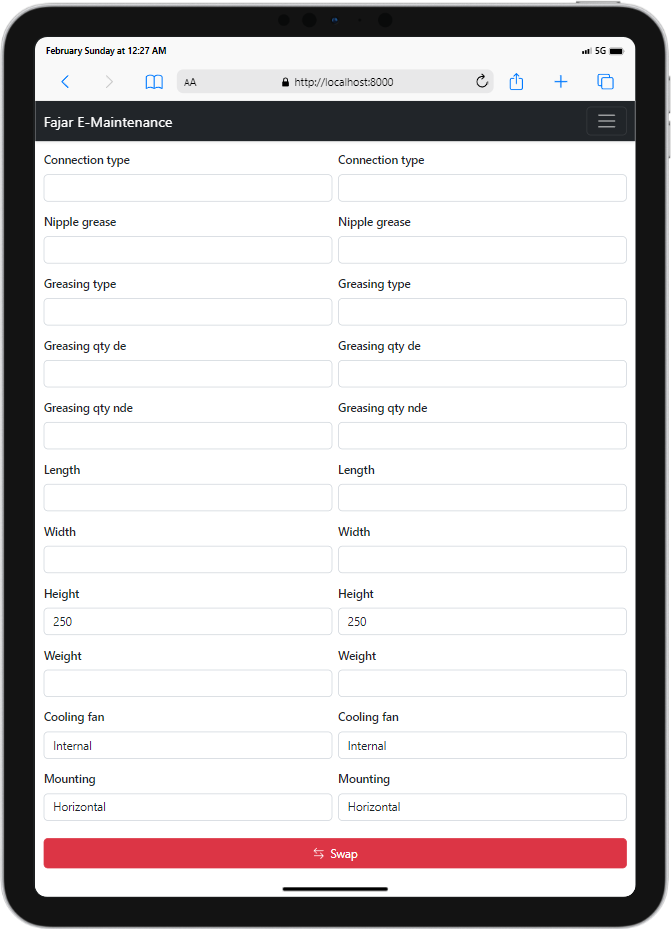 February Sunday at 12:27 AM 5G
AA http://localhost:8000
Fajar E-Maintenance
Connection type Connection type
Nipple grease Nipple grease
Greasing type Greasing type
Greasing qty de Greasing qty de
Greasing qty nde Greasing qty nde
Length Length
Width Width
Height Height
250 250
Weight Weight
Cooling fan Cooling fan
Internal Internal
Mounting Mounting
Horizontal Horizontal
Swap